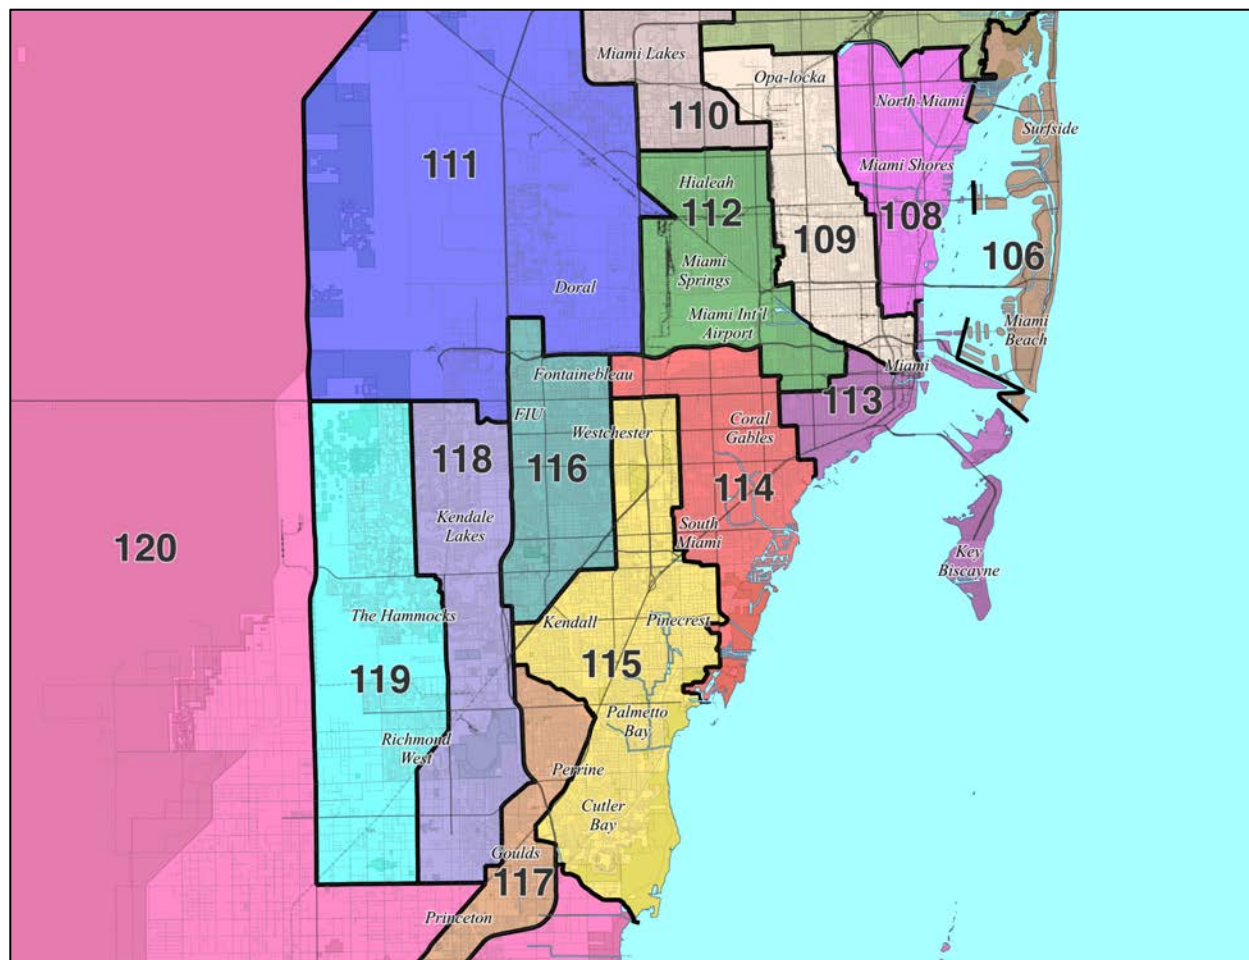 Miami Lakes
Opa-locka
110
North Miami
Surfside
111
Miami Shores
Hialeah
112
108
109
106
Miami
Springs
Doral
Miami Int'l
Airport
Miami
Beach
Miami
Fontainebleau
113
FIU
Westchester
Coral
Gables
118
116
114
Kendale
Lakes
South
Miami
120
Key
Biscayne
The Hammocks
Kendall
Pinecrest
119
115
Palmetto
Bay
Richmond
West
Perrine
Cutler
Bay
Goulds
117
Princeton